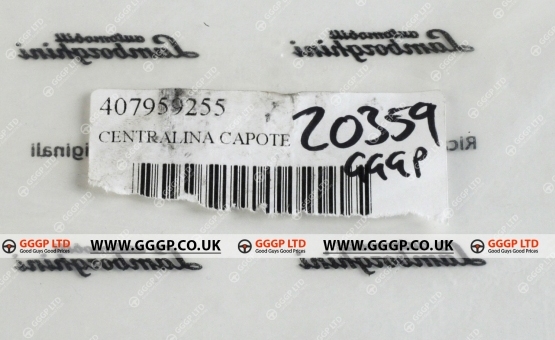 automobili
Lamborghini
automobili
Lamborghini
407959255
CENTRALINA CAPOTE
20359
GGGP
Ric
iginali
GGGP LTD
Good Guys Good Prices
WWW.GGGP.CO.UK
GGGP LTD
Good Guys Good Prices
WWW.GGGP.CO.UK
GGGP LTD
Good Guys Good Prices
Lamborghini
Lamborghini